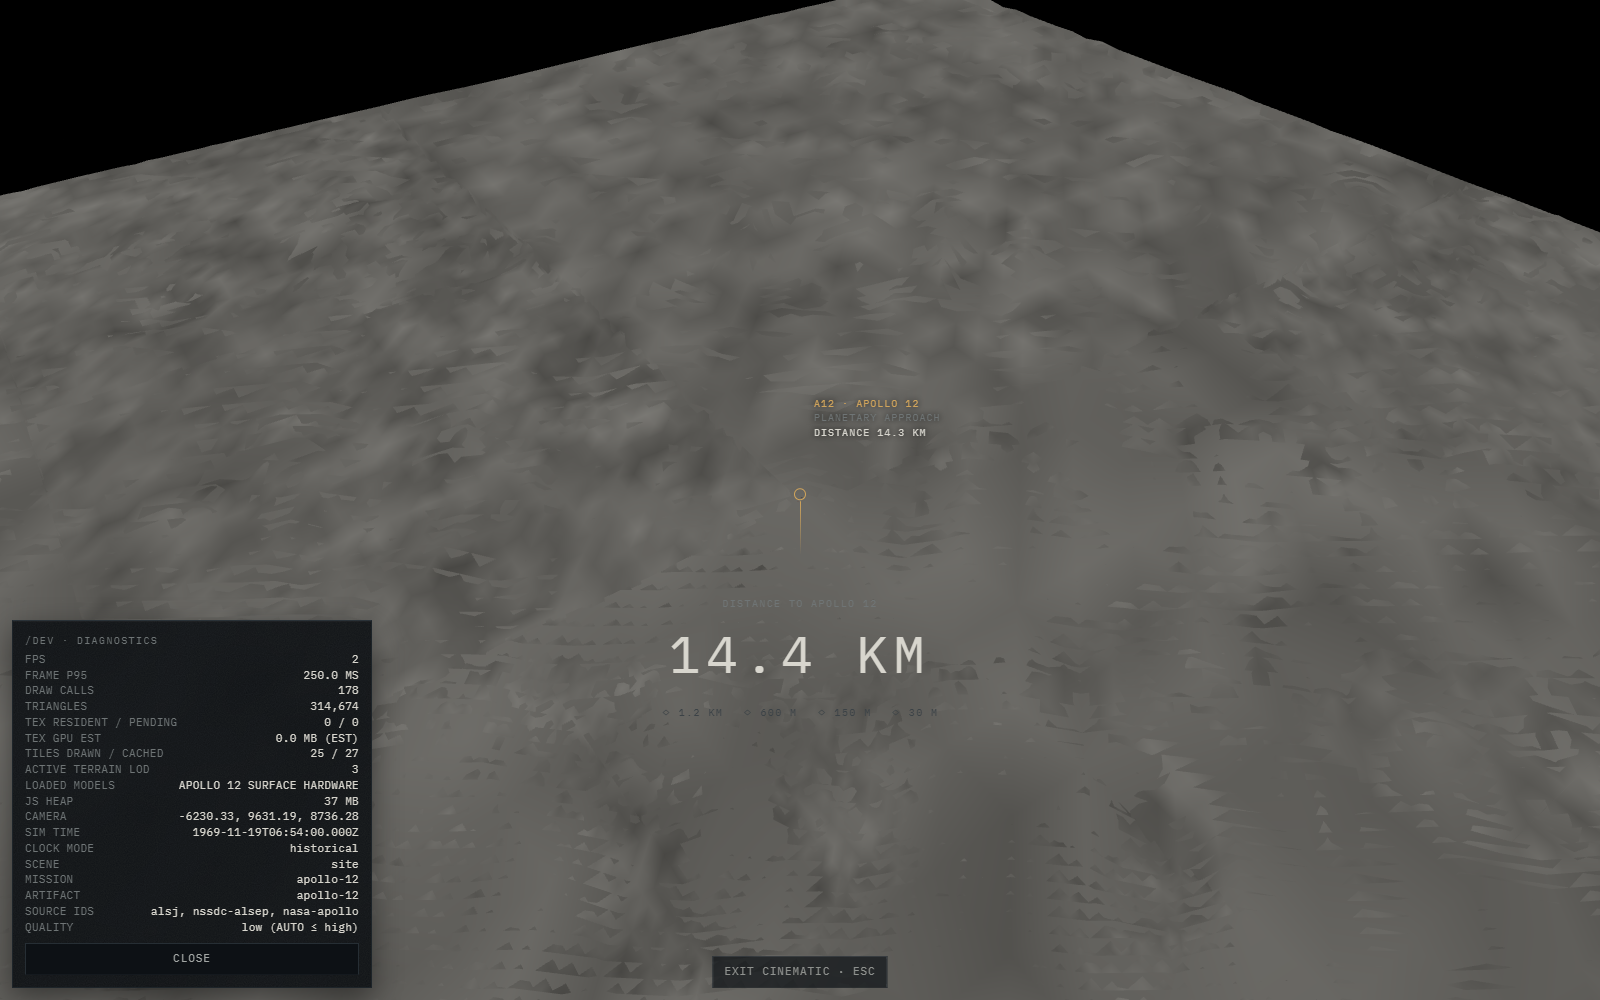 A12 · APOLLO 12
PLANETARY APPROACH
DISTANCE 14.3 KM
DISTANCE TO APOLLO 12
14.4 KM
◇ 1.2 KM ◇ 600 M ◇ 150 M ◇ 30 M
/DEV · DIAGNOSTICS
FPS 2
FRAME P95 250.0 MS
DRAW CALLS 178
TRIANGLES 314,674
TEX RESIDENT / PENDING 0 / 0
TEX GPU EST 0.0 MB (EST)
TILES DRAWN / CACHED 25 / 27
ACTIVE TERRAIN LOD 3
LOADED MODELS APOLLO 12 SURFACE HARDWARE
JS HEAP 37 MB
CAMERA -6230.33, 9631.19, 8736.28
SIM TIME 1969-11-19T06:54:00.000Z
CLOCK MODE historical
SCENE site
MISSION apollo-12
ARTIFACT apollo-12
SOURCE IDS alsj, nssdc-alsep, nasa-apollo
QUALITY low (AUTO ≤ high)
CLOSE
EXIT CINEMATIC · ESC